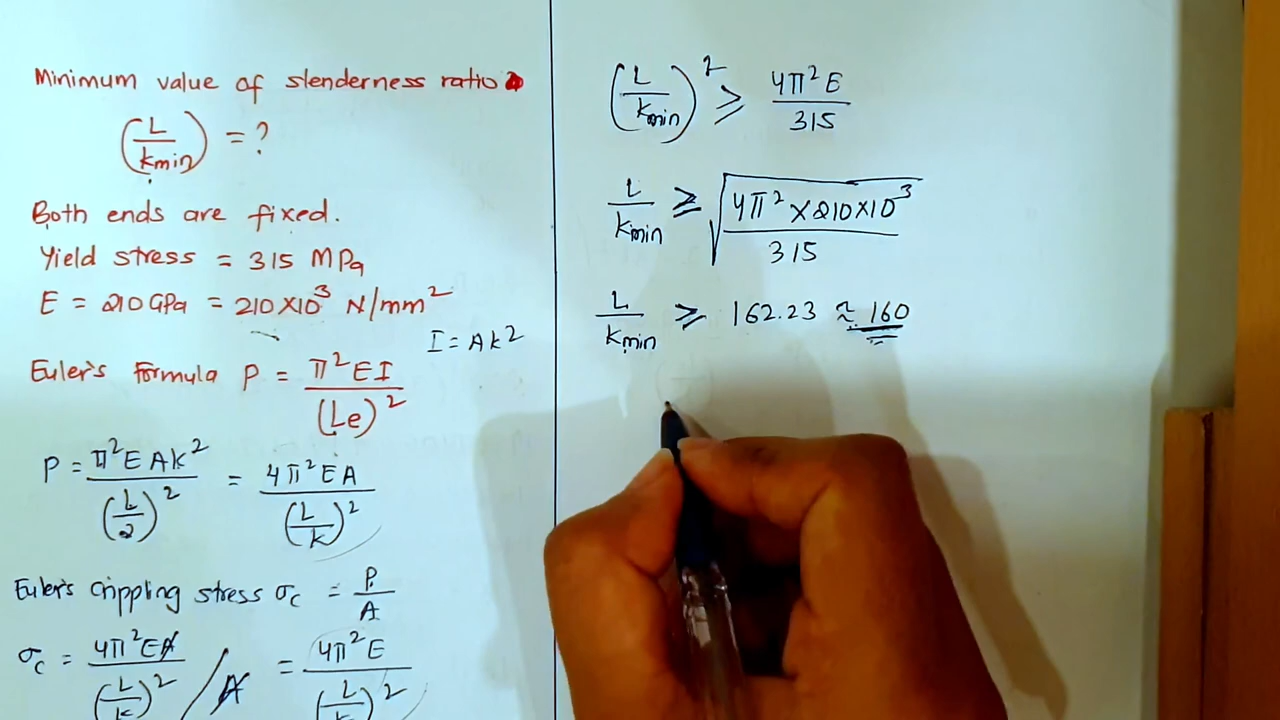 Minimum value of slenderness ratio
(L/kmin) = ?
Both ends are fixed.
Yield stress = 315 MPa
E = 210 GPa = 210×10³ N/mm²
I = Ak²
Euler's Formula P = π²EI/(Le)²
P = π²EAK²/(L/2)² = 4π²EA/(L/k)²
Euler's crippling stress σc = P/A
σc = 4π²EA/(L/k)² / A = 4π²E/(L/k)²
(L/kmin)² ≥ 4π²E/315
L/kmin ≥ √(4π²×210×10³/315)
L/kmin ≥ 162.23 ≈ 160